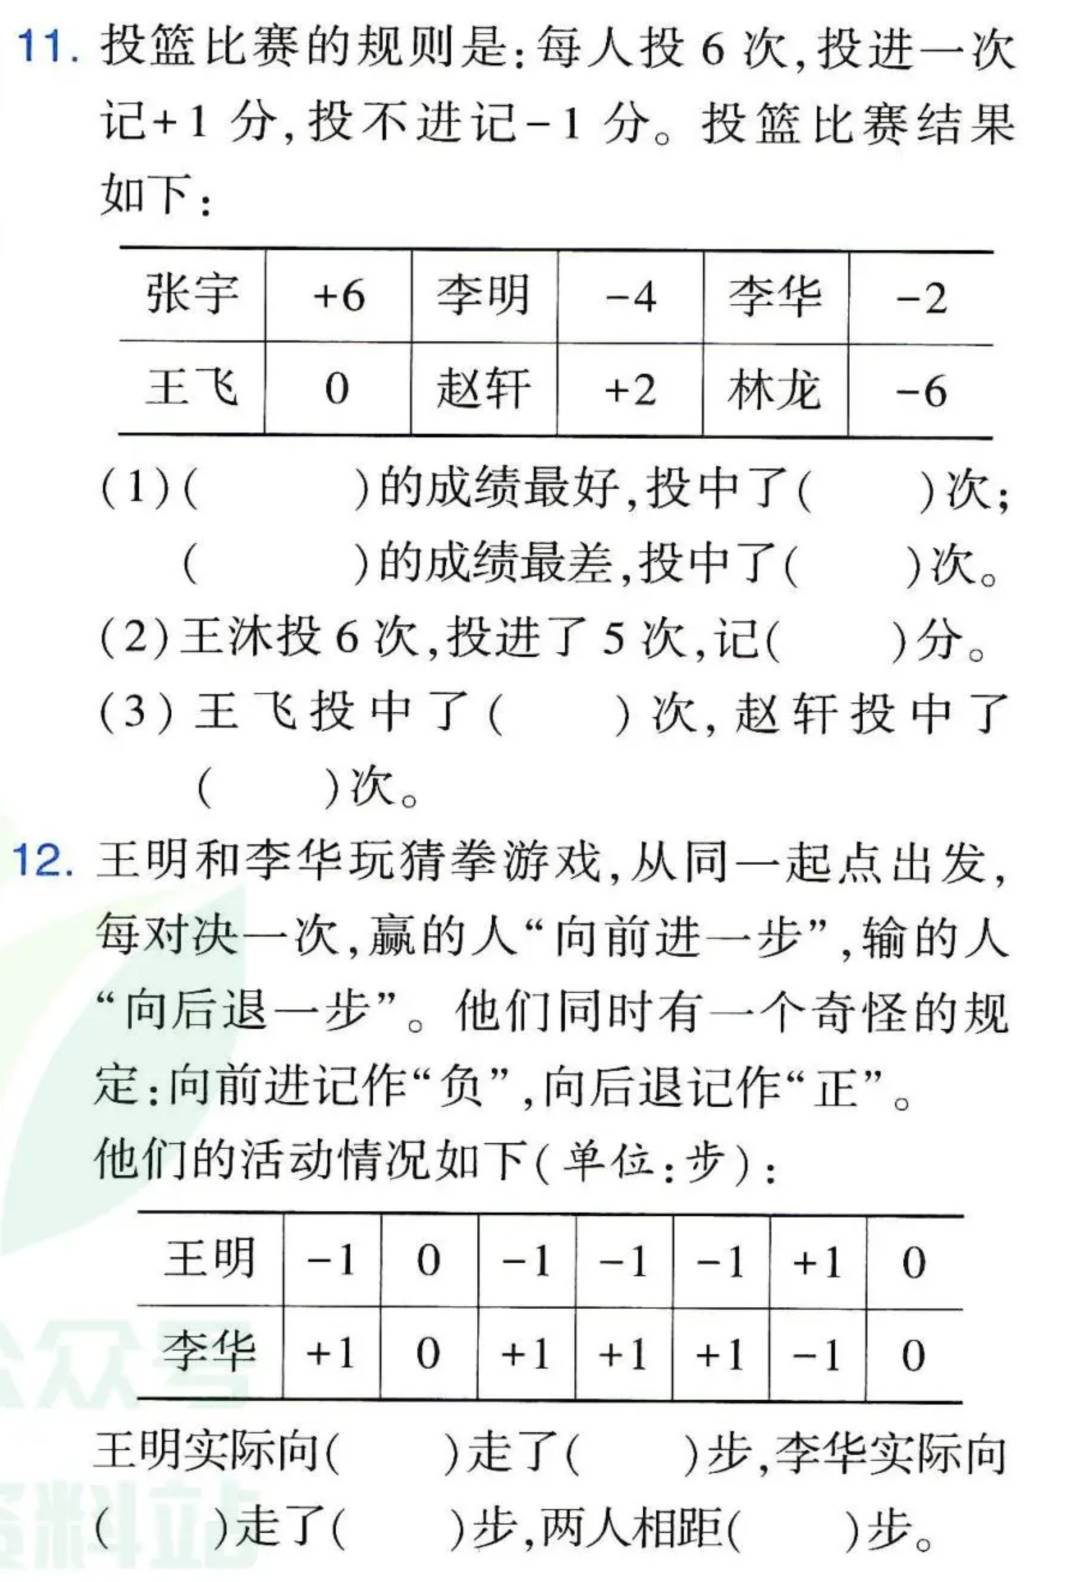 11. 投篮比赛的规则是:每人投 6 次,投进一次
记+1 分,投不进记-1 分。投篮比赛结果
如下:
张宇 +6 李明 -4 李华 -2
王飞 0 赵轩 +2 林龙 -6
(1)(　　)的成绩最好,投中了(　　)次;
(　　)的成绩最差,投中了(　　)次。
(2)王沐投 6 次,投进了 5 次,记(　　)分。
(3)王飞投中了(　　)次,赵轩投中了
(　　)次。
12. 王明和李华玩猜拳游戏,从同一起点出发,
每对决一次,赢的人“向前进一步”,输的人
“向后退一步”。他们同时有一个奇怪的规
定:向前进记作“负”,向后退记作“正”。
他们的活动情况如下(单位:步):
王明 -1 0 -1 -1 -1 +1 0
李华 +1 0 +1 +1 +1 -1 0
王明实际向(　　)走了(　　)步,李华实际向
(　　)走了(　　)步,两人相距(　　)步。
公众号
资料站